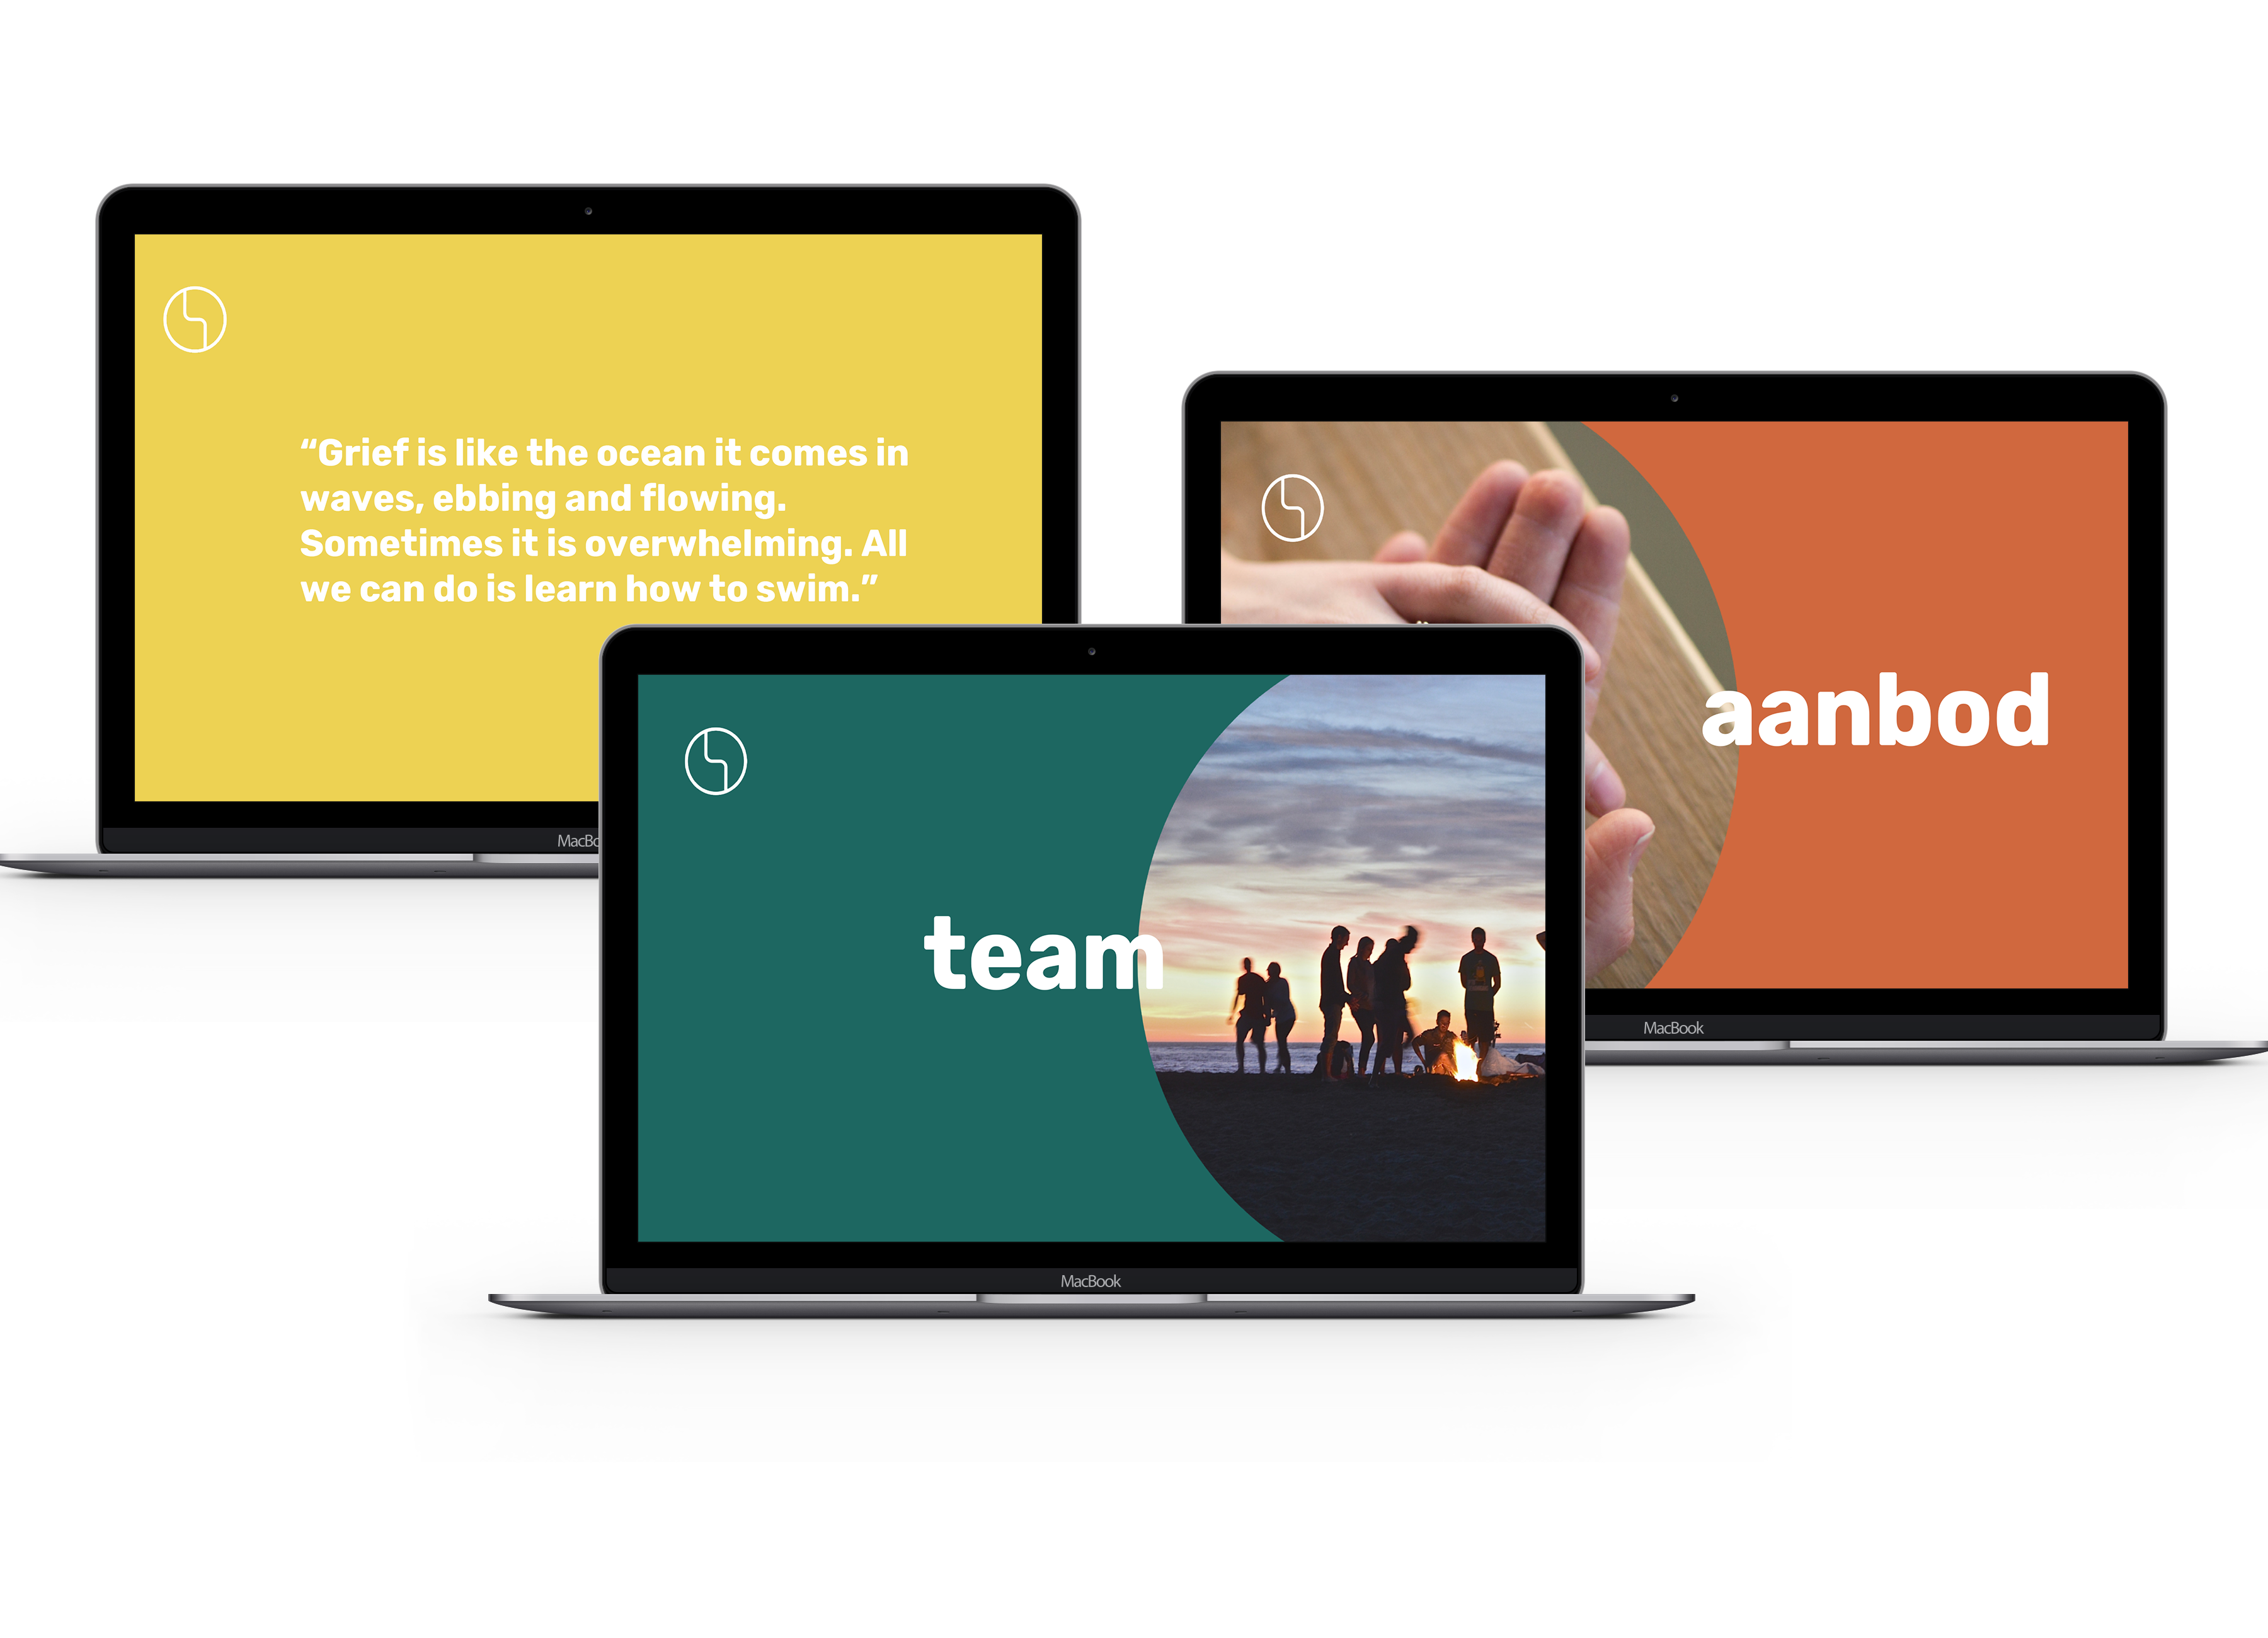 “Grief is like the ocean it comes in
waves, ebbing and flowing.
Sometimes it is overwhelming. All
we can do is learn how to swim.”
aanbod
team
MacBo
MacBook
MacBook